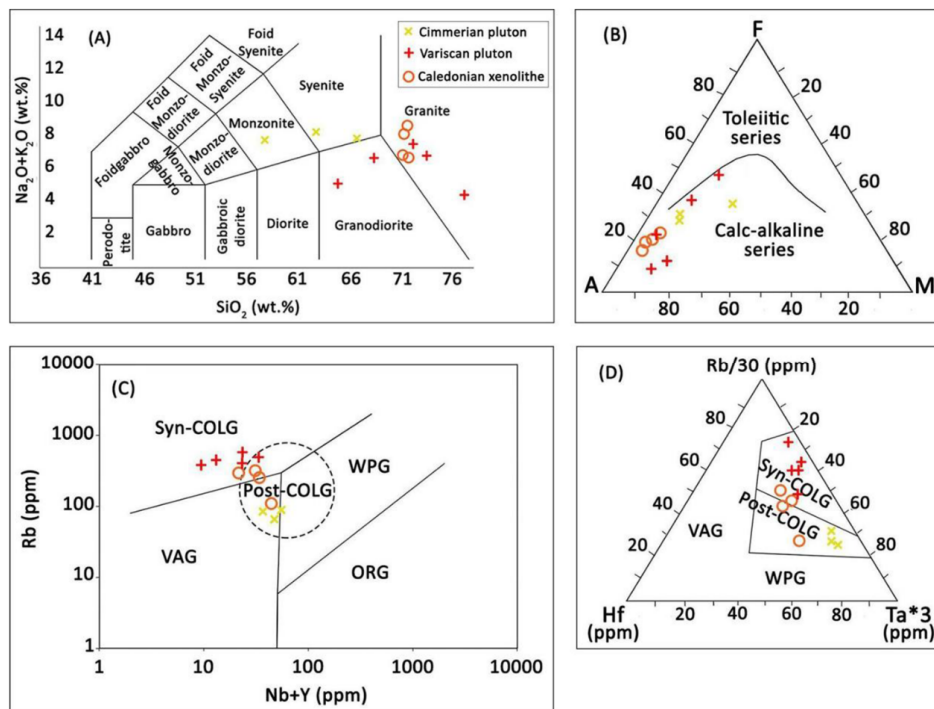 (A)
Na₂O+K₂O (wt.%)
14
12
10
8
6
4
2
36
41
45
51
56
61
66
71
76
SiO₂ (wt.%)
Foid
Syenite
Foid
Monzo-
Syenite
Foid
Monzo-
diorite
Foidgabbro
Monzo-
gabbro
Monzo-
diorite
Monzonite
Syenite
Granite
Perodo-
tite
Gabbro
Gabbroic
diorite
Diorite
Granodiorite
Cimmerian pluton
Variscan pluton
Caledonian xenolithe
(B)
F
80
20
60
40
40
60
20
80
Toleiitic
series
Calc-alkaline
series
A
80
60
40
20
M
(C)
Rb (ppm)
10000
1000
100
10
1
1
10
100
1000
10000
Nb+Y (ppm)
Syn-COLG
WPG
Post-COLG
VAG
ORG
(D)
Rb/30 (ppm)
80
20
60
40
40
60
20
80
Syn-COLG
Post-COLG
VAG
WPG
Hf
(ppm)
20
40
60
80
Ta*3
(ppm)